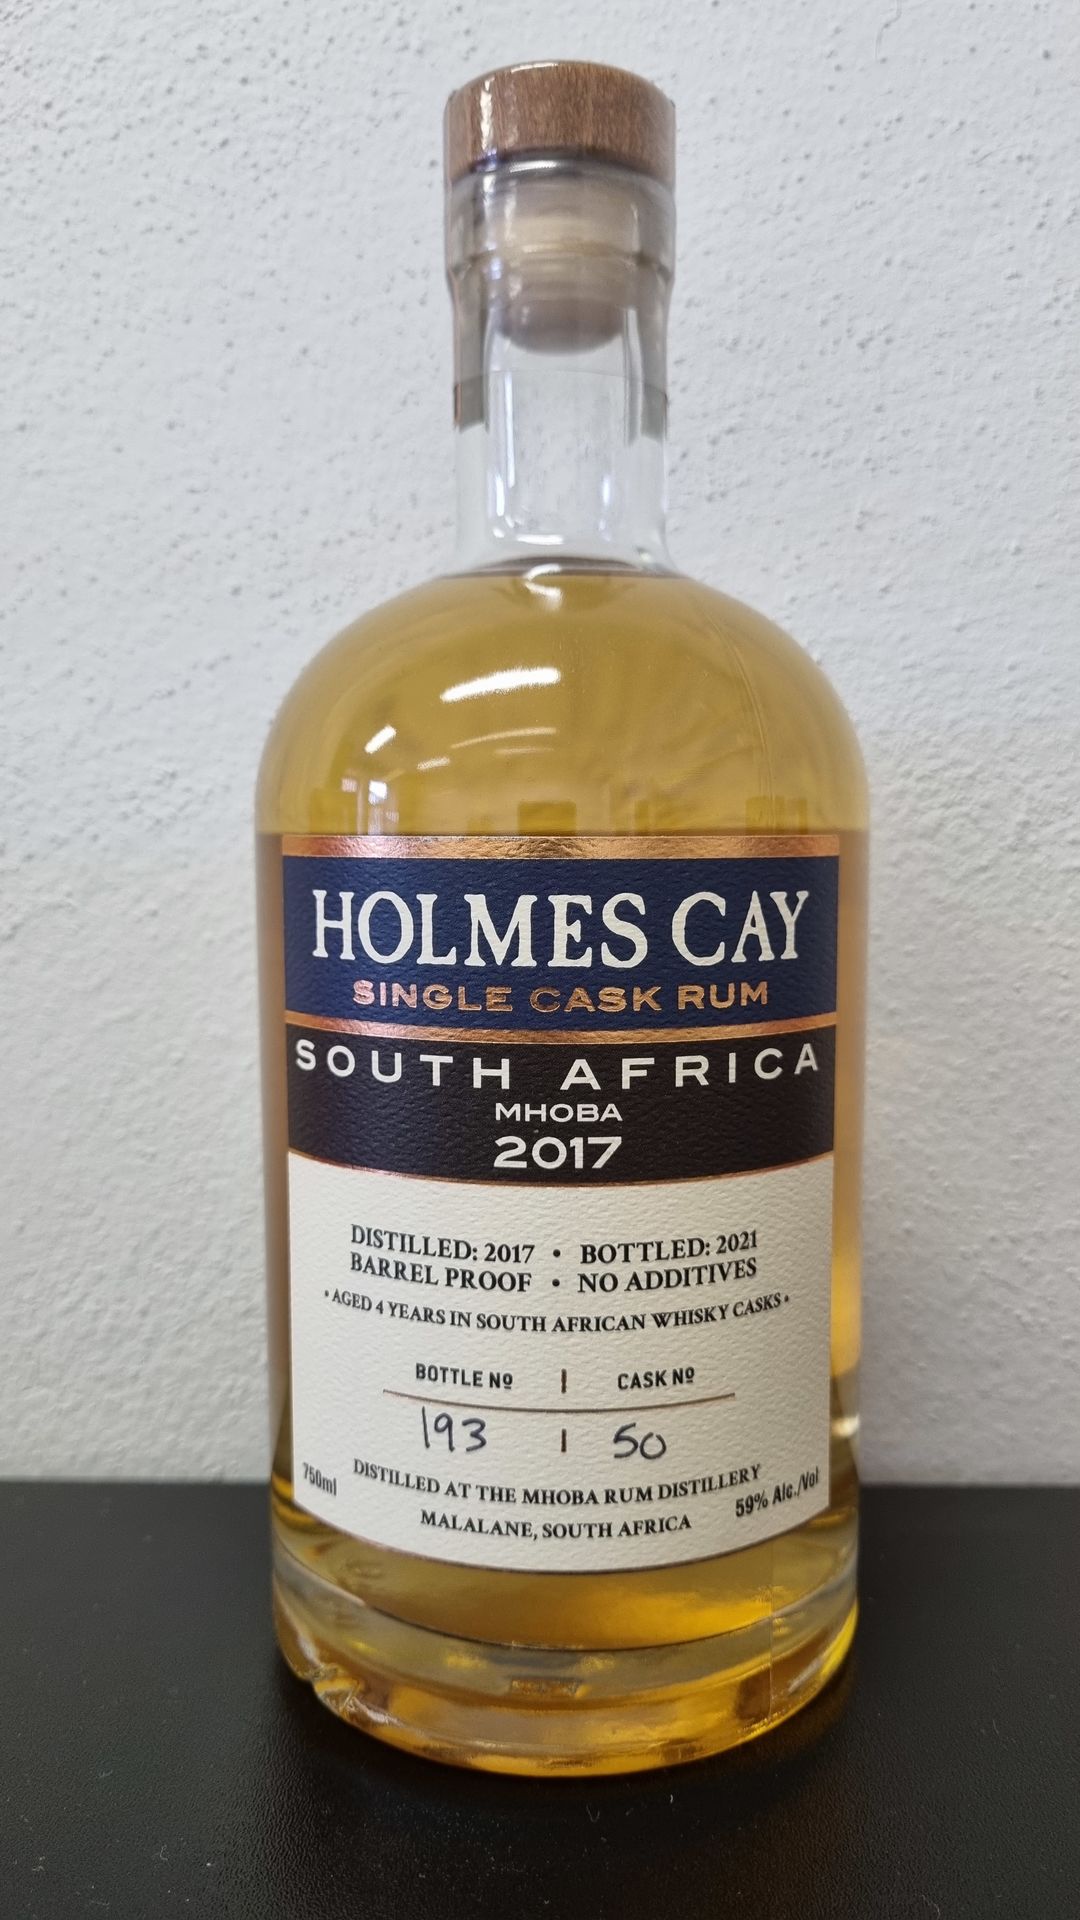 HOLMES CAY
SINGLE CASK RUM
SOUTH AFRICA
MHOBA
2017
DISTILLED: 2017 • BOTTLED: 2021
BARREL PROOF • NO ADDITIVES
• AGED 4 YEARS IN SOUTH AFRICAN WHISKY CASKS •
BOTTLE Nº | CASK Nº
193 | 50
750ml
DISTILLED AT THE MHOBA RUM DISTILLERY
MALALANE, SOUTH AFRICA
59% Alc./Vol